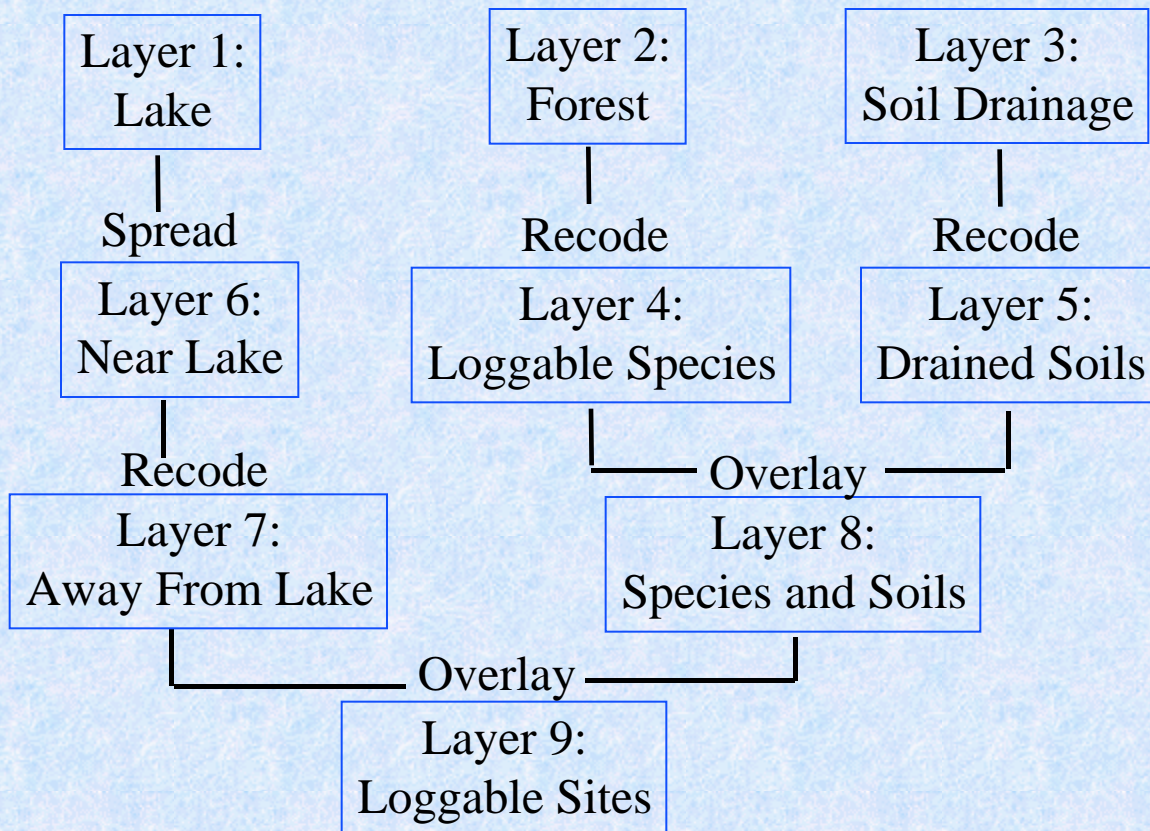 Layer 1:
Lake
Layer 2:
Forest
Layer 3:
Soil Drainage
Spread
Recode
Recode
Layer 6:
Near Lake
Layer 4:
Loggable Species
Layer 5:
Drained Soils
Recode
Overlay
Layer 7:
Away From Lake
Layer 8:
Species and Soils
Overlay
Layer 9:
Loggable Sites